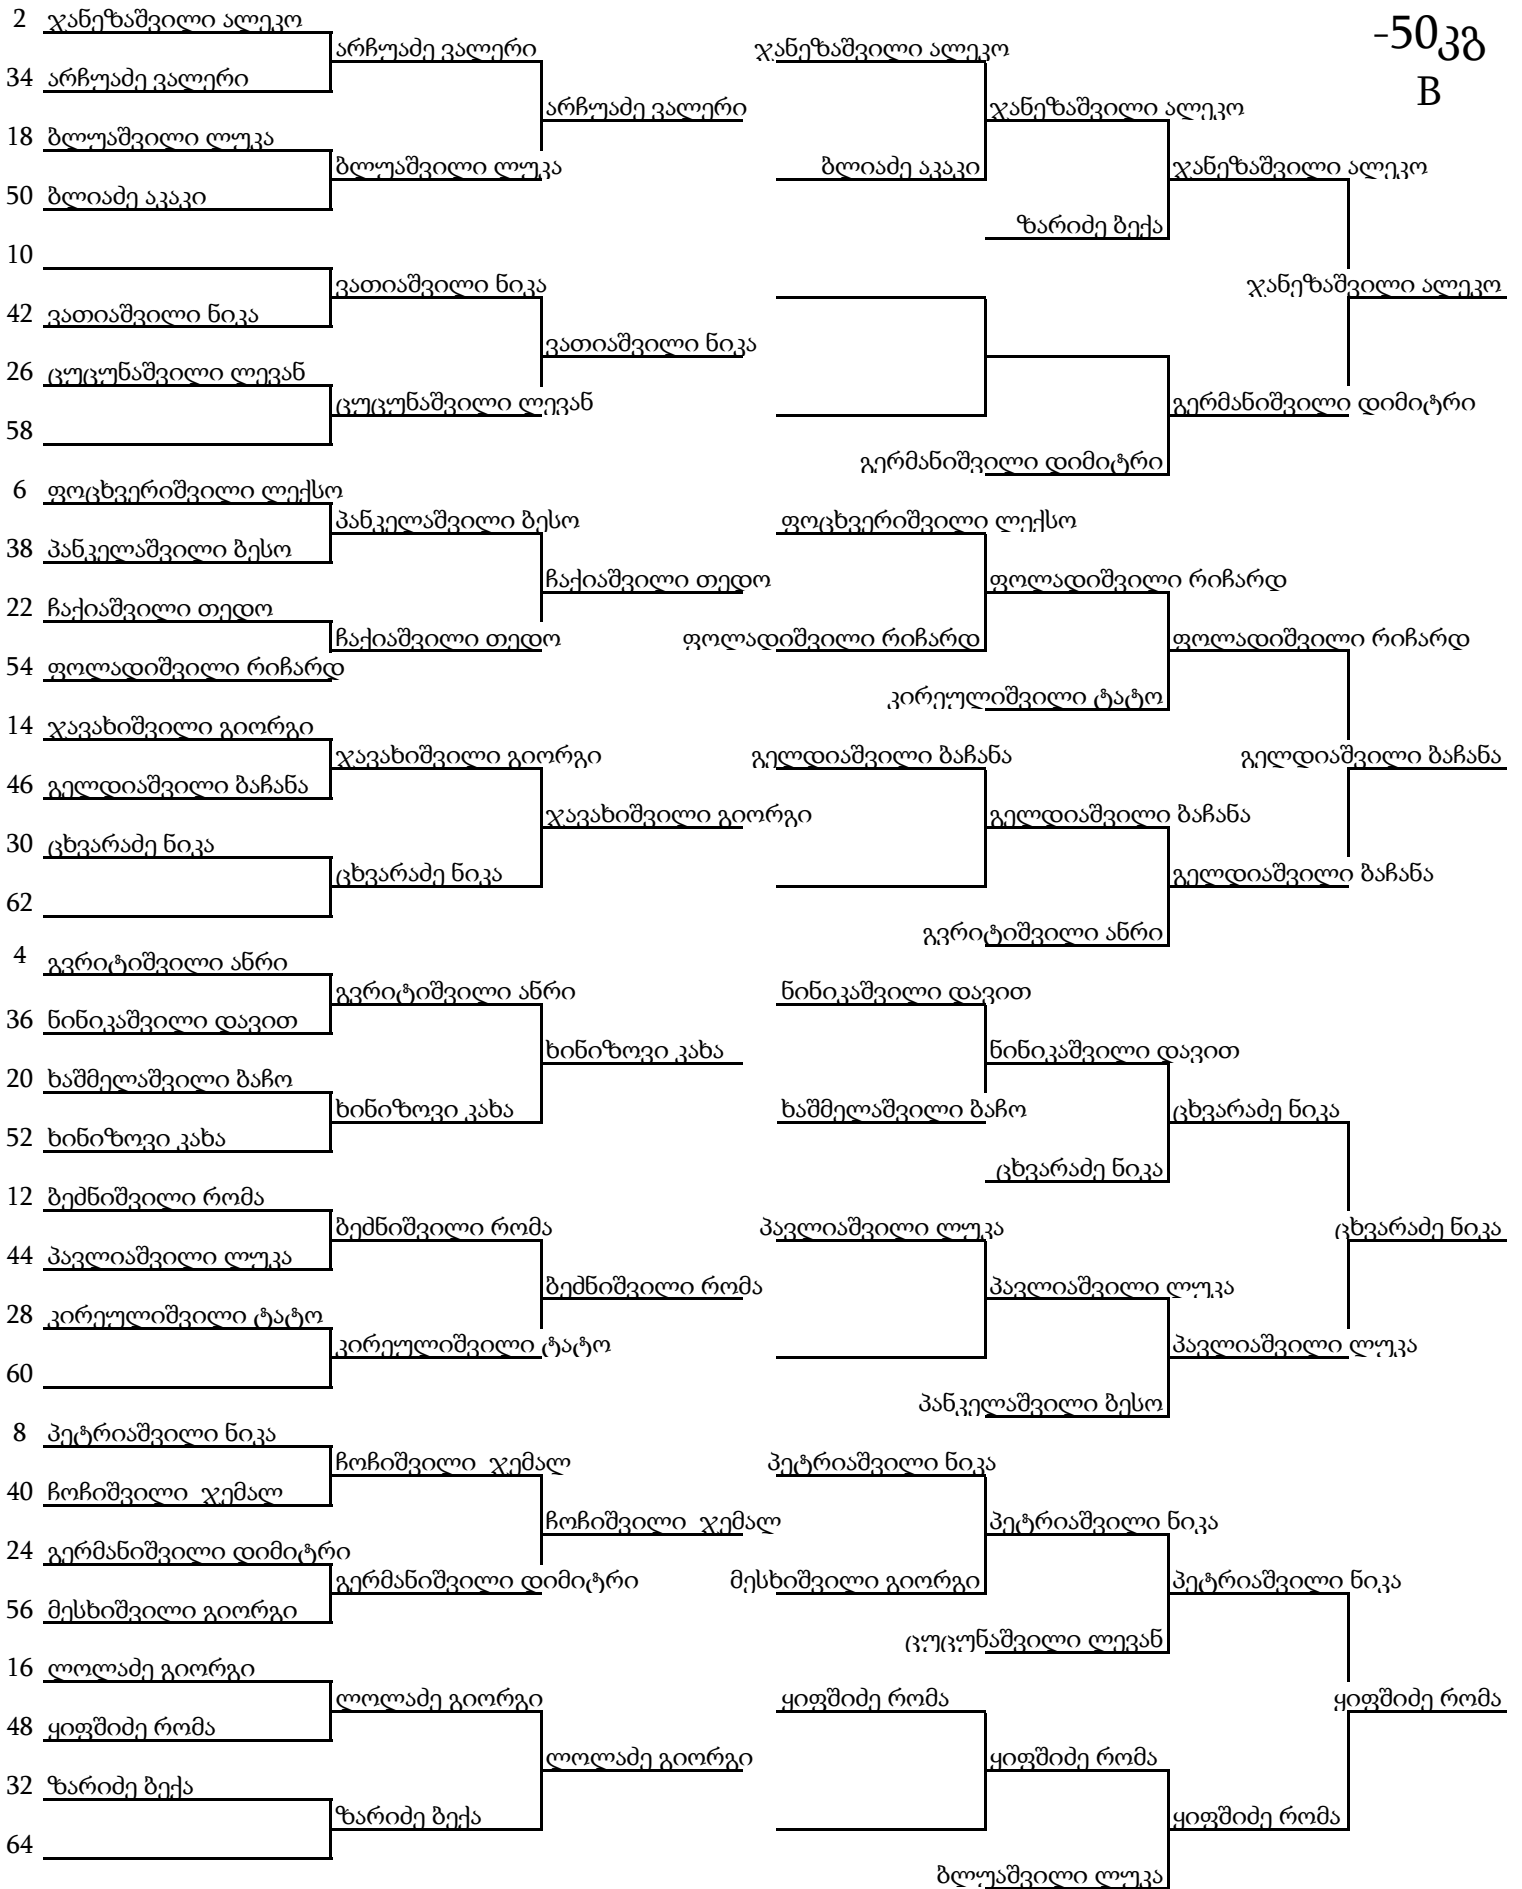 -50კგ
B
2 ჯანეზაშვილი ალეკო
არჩუაძე ვალერი
ჯანეზაშვილი ალეკო
34 არჩუაძე ვალერი
არჩუაძე ვალერი
ჯანეზაშვილი ალეკო
18 ბლუაშვილი ლუკა
ბლუაშვილი ლუკა
ბლიაძე აკაკი
ჯანეზაშვილი ალეკო
50 ბლიაძე აკაკი
ზარიძე ბექა
10
ვათიაშვილი ნიკა
ჯანეზაშვილი ალეკო
42 ვათიაშვილი ნიკა
ვათიაშვილი ნიკა
26 ცუცუნაშვილი ლევან
ცუცუნაშვილი ლევან
გერმანიშვილი დიმიტრი
58
გერმანიშვილი დიმიტრი
6 ფოცხვერიშვილი ლექსო
პანკელაშვილი ბესო
ფოცხვერიშვილი ლექსო
38 პანკელაშვილი ბესო
ჩაქიაშვილი თედო
ფოლადიშვილი რიჩარდ
22 ჩაქიაშვილი თედო
ჩაქიაშვილი თედო
ფოლადიშვილი რიჩარდ
ფოლადიშვილი რიჩარდ
54 ფოლადიშვილი რიჩარდ
კირეულიშვილი ტატო
14 ჯავახიშვილი გიორგი
ჯავახიშვილი გიორგი
გელდიაშვილი ბაჩანა
გელდიაშვილი ბაჩანა
46 გელდიაშვილი ბაჩანა
ჯავახიშვილი გიორგი
გელდიაშვილი ბაჩანა
30 ცხვარაძე ნიკა
ცხვარაძე ნიკა
გელდიაშვილი ბაჩანა
62
გვრიტიშვილი ანრი
4 გვრიტიშვილი ანრი
გვრიტიშვილი ანრი
ნინიკაშვილი დავით
36 ნინიკაშვილი დავით
ხინიზოვი კახა
ნინიკაშვილი დავით
20 ხაშმელაშვილი ბაჩო
ხინიზოვი კახა
ხაშმელაშვილი ბაჩო
ცხვარაძე ნიკა
52 ხინიზოვი კახა
ცხვარაძე ნიკა
12 ბეძნიშვილი რომა
ბეძნიშვილი რომა
პავლიაშვილი ლუკა
ცხვარაძე ნიკა
44 პავლიაშვილი ლუკა
ბეძნიშვილი რომა
პავლიაშვილი ლუკა
28 კირეულიშვილი ტატო
კირეულიშვილი ტატო
პავლიაშვილი ლუკა
60
პანკელაშვილი ბესო
8 პეტრიაშვილი ნიკა
ჩოჩიშვილი ჯემალ
პეტრიაშვილი ნიკა
40 ჩოჩიშვილი ჯემალ
ჩოჩიშვილი ჯემალ
პეტრიაშვილი ნიკა
24 გერმანიშვილი დიმიტრი
გერმანიშვილი დიმიტრი
მესხიშვილი გიორგი
პეტრიაშვილი ნიკა
56 მესხიშვილი გიორგი
ცუცუნაშვილი ლევან
16 ლოლაძე გიორგი
ლოლაძე გიორგი
ყიფშიძე რომა
ყიფშიძე რომა
48 ყიფშიძე რომა
ლოლაძე გიორგი
ყიფშიძე რომა
32 ზარიძე ბექა
ზარიძე ბექა
ყიფშიძე რომა
64
ბლუაშვილი ლუკა